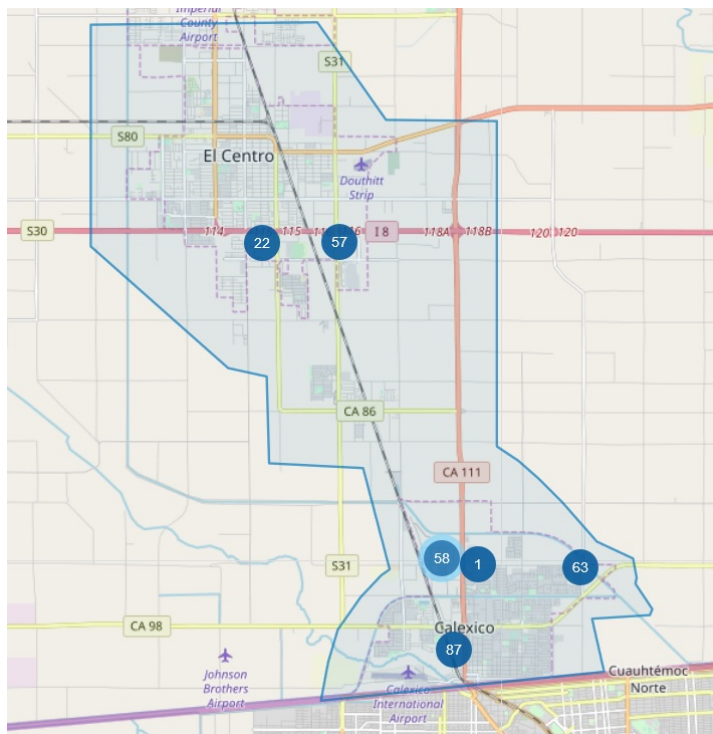 Imperial
County
Airport
S31
S80
El Centro
Douthitt
Strip
S30
114
115
I 8
118A
118B
120
120
22
57
CA 86
CA 111
58
1
63
S31
CA 98
Calexico
87
Johnson
Brothers
Airport
Calexico
International
Airport
Cuauhtémoc
Norte